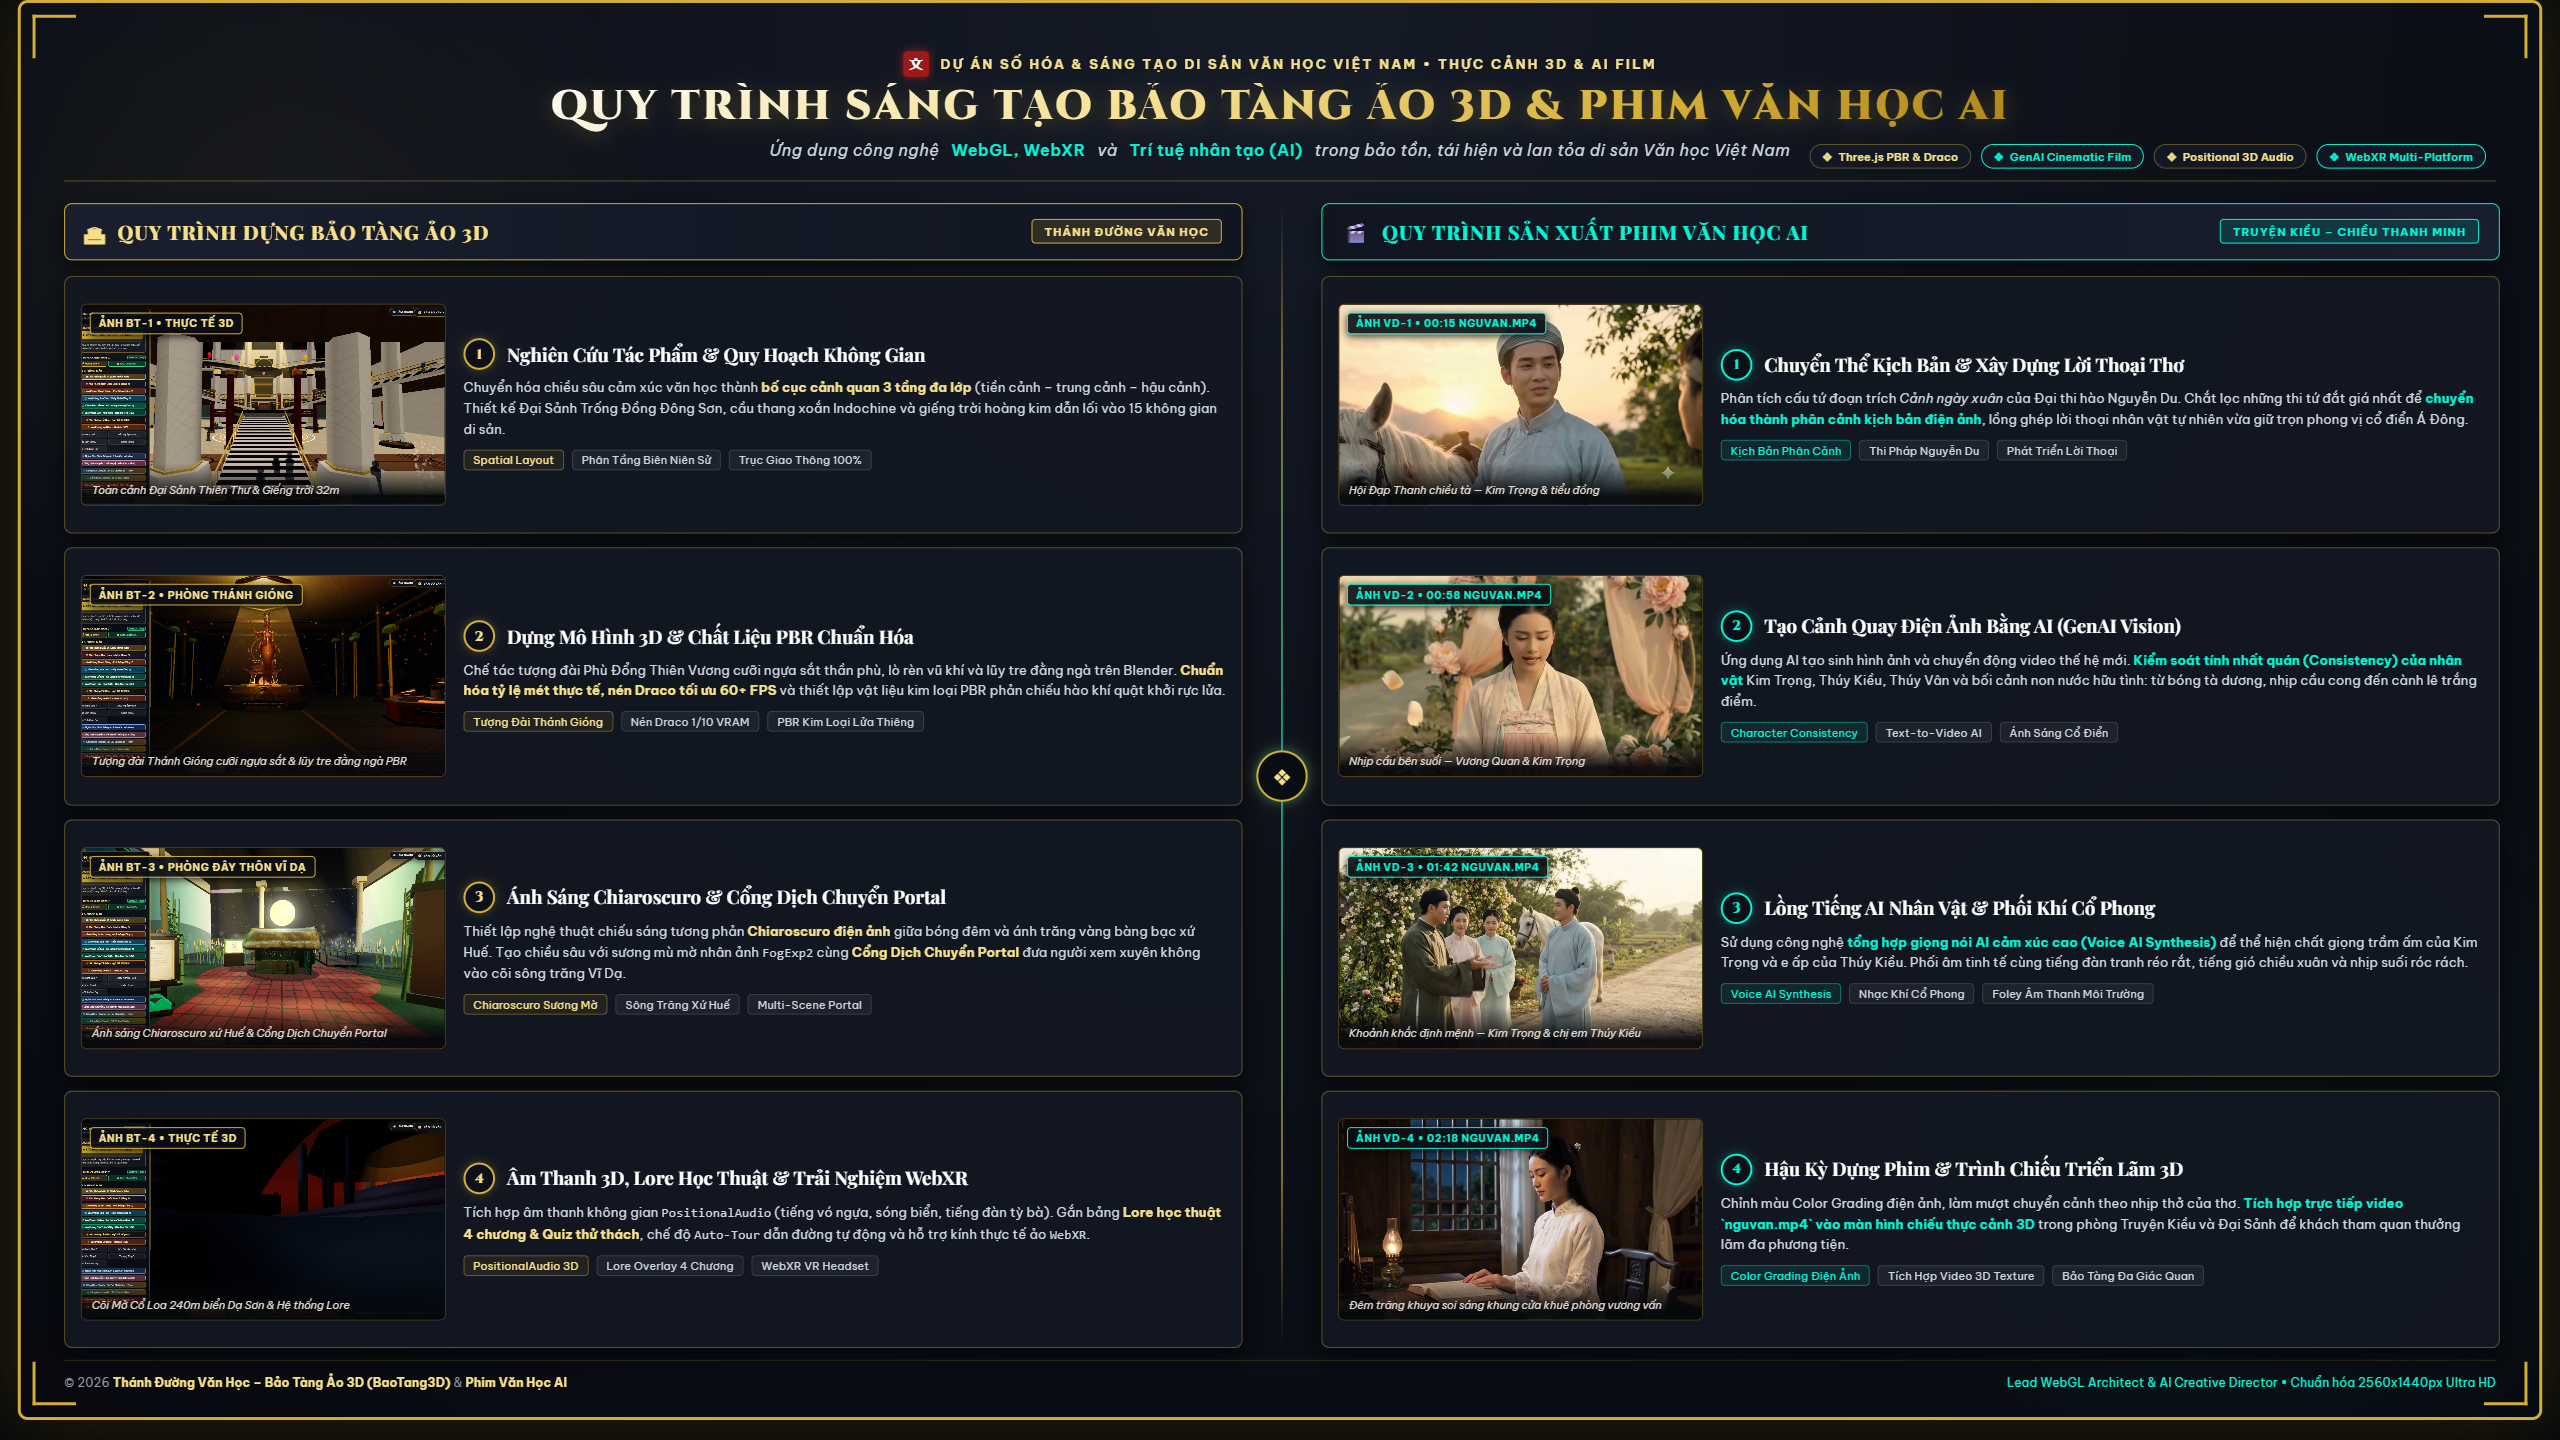 文 DỰ ÁN SỐ HÓA & SÁNG TẠO DI SẢN VĂN HỌC VIỆT NAM • THỰC CẢNH 3D & AI FILM
QUY TRÌNH SÁNG TẠO BẢO TÀNG ẢO 3D & PHIM VĂN HỌC AI
Ứng dụng công nghệ WebGL, WebXR và Trí tuệ nhân tạo (AI) trong bảo tồn, tái hiện và lan tỏa di sản Văn học Việt Nam
◆ Three.js PBR & Draco
◆ GenAI Cinematic Film
◆ Positional 3D Audio
◆ WebXR Multi-Platform
QUY TRÌNH DỰNG BẢO TÀNG ẢO 3D
THÁNH ĐƯỜNG VĂN HỌC
ẢNH BT-1 • THỰC TẾ 3D
Toàn cảnh Đại Sảnh Thiên Thư & Giếng trời 32m
1 Nghiên Cứu Tác Phẩm & Quy Hoạch Không Gian
Chuyển hóa chiều sâu cảm xúc văn học thành bố cục cảnh quan 3 tầng đa lớp (tiền cảnh – trung cảnh – hậu cảnh).
Thiết kế Đại Sảnh Trống Đồng Đông Sơn, cầu thang xoắn Indochine và giếng trời hoàng kim dẫn lối vào 15 không gian
di sản.
Spatial Layout
Phân Tầng Biên Niên Sử
Trục Giao Thông 100%
ẢNH BT-2 • PHÒNG THÁNH GIÓNG
Tượng đài Thánh Gióng cưỡi ngựa sắt & lũy tre đằng ngà PBR
2 Dựng Mô Hình 3D & Chất Liệu PBR Chuẩn Hóa
Chế tác tượng đài Phù Đổng Thiên Vương cưỡi ngựa sắt thần phù, lò rèn vũ khí và lũy tre đằng ngà trên Blender. Chuẩn
hóa tỷ lệ mét thực tế, nén Draco tối ưu 60+ FPS và thiết lập vật liệu kim loại PBR phản chiếu hào khí quật khởi rực lửa.
Tượng Đài Thánh Gióng
Nén Draco 1/10 VRAM
PBR Kim Loại Lửa Thiêng
ẢNH BT-3 • PHÒNG ĐÂY THÔN VĨ DẠ
Ánh sáng Chiaroscuro xứ Huế & Cổng Dịch Chuyển Portal
3 Ánh Sáng Chiaroscuro & Cổng Dịch Chuyển Portal
Thiết lập nghệ thuật chiếu sáng tương phản Chiaroscuro điện ảnh giữa bóng đêm và ánh trăng vàng bàng bạc xứ
Huế. Tạo chiều sâu với sương mù mờ nhân ảnh FogExp2 cùng Cổng Dịch Chuyển Portal đưa người xem xuyên không
vào cõi sông trăng Vĩ Dạ.
Chiaroscuro Sương Mờ
Sông Trăng Xứ Huế
Multi-Scene Portal
ẢNH BT-4 • THỰC TẾ 3D
Cõi Mờ Cổ Loa 240m biển Dạ Sơn & Hệ thống Lore
4 Âm Thanh 3D, Lore Học Thuật & Trải Nghiệm WebXR
Tích hợp âm thanh không gian PositionalAudio (tiếng vó ngựa, sóng biển, tiếng đàn tỳ bà). Gắn bảng Lore học thuật
4 chương & Quiz thử thách, chế độ Auto-Tour dẫn đường tự động và hỗ trợ kính thực tế ảo WebXR.
PositionalAudio 3D
Lore Overlay 4 Chương
WebXR VR Headset
QUY TRÌNH SẢN XUẤT PHIM VĂN HỌC AI
TRUYỆN KIỀU – CHIỀU THANH MINH
ẢNH VD-1 • 00:15 NGUVAN.MP4
Hội Đạp Thanh chiều tà — Kim Trọng & tiểu đồng
1 Chuyển Thể Kịch Bản & Xây Dựng Lời Thoại Thơ
Phân tích cấu tứ đoạn trích Cảnh ngày xuân của Đại thi hào Nguyễn Du. Chắt lọc những thi tứ đắt giá nhất để chuyển
hóa thành phân cảnh kịch bản điện ảnh, lồng ghép lời thoại nhân vật tự nhiên vừa giữ trọn phong vị cổ điển Á Đông.
Kịch Bản Phân Cảnh
Thi Pháp Nguyễn Du
Phát Triển Lời Thoại
ẢNH VD-2 • 00:58 NGUVAN.MP4
Nhịp cầu bên suối — Vương Quan & Kim Trọng
2 Tạo Cảnh Quay Điện Ảnh Bằng AI (GenAI Vision)
Ứng dụng AI tạo sinh hình ảnh và chuyển động video thế hệ mới. Kiểm soát tính nhất quán (Consistency) của nhân
vật Kim Trọng, Thúy Kiều, Thúy Vân và bối cảnh non nước hữu tình: từ bóng tà dương, nhịp cầu cong đến cành lê trắng
điểm.
Character Consistency
Text-to-Video AI
Ánh Sáng Cổ Điển
ẢNH VD-3 • 01:42 NGUVAN.MP4
Khoảnh khắc định mệnh — Kim Trọng & chị em Thúy Kiều
3 Lồng Tiếng AI Nhân Vật & Phối Khí Cổ Phong
Sử dụng công nghệ tổng hợp giọng nói AI cảm xúc cao (Voice AI Synthesis) để thể hiện chất giọng trầm ấm của Kim
Trọng và e ấp của Thúy Kiều. Phối âm tinh tế cùng tiếng đàn tranh réo rắt, tiếng gió chiều xuân và nhịp suối róc rách.
Voice AI Synthesis
Nhạc Khí Cổ Phong
Foley Âm Thanh Môi Trường
ẢNH VD-4 • 02:18 NGUVAN.MP4
Đêm trăng khuya soi sáng khung cửa khuê phòng vương vấn
4 Hậu Kỳ Dựng Phim & Trình Chiếu Triển Lãm 3D
Chỉnh màu Color Grading điện ảnh, làm mượt chuyển cảnh theo nhịp thở của thơ. Tích hợp trực tiếp video
`nguvan.mp4` vào màn hình chiếu thực cảnh 3D trong phòng Truyện Kiều và Đại Sảnh để khách tham quan thưởng
lãm đa phương tiện.
Color Grading Điện Ảnh
Tích Hợp Video 3D Texture
Bảo Tàng Đa Giác Quan
© 2026 Thánh Đường Văn Học – Bảo Tàng Ảo 3D (BaoTang3D) & Phim Văn Học AI
Lead WebGL Architect & AI Creative Director • Chuẩn hóa 2560x1440px Ultra HD